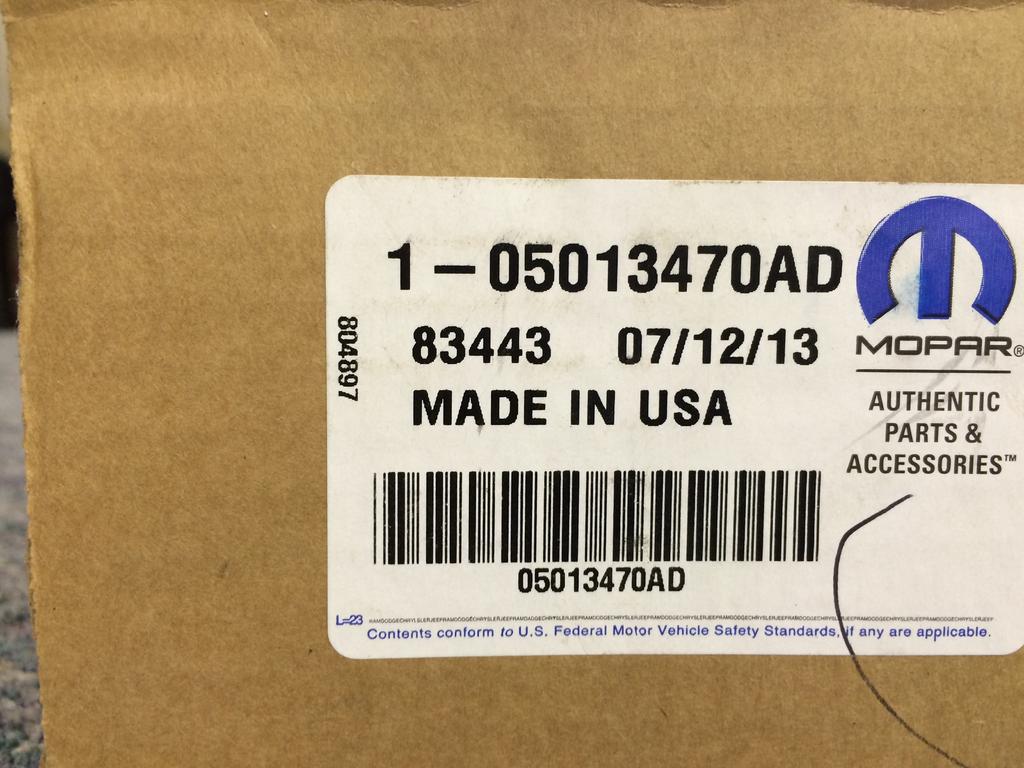 1-05013470AD
83443 07/12/13
MADE IN USA
804897
05013470AD
MOPAR®
AUTHENTIC
PARTS &
ACCESSORIES™
L=23
Contents conform to U.S. Federal Motor Vehicle Safety Standards, if any are applicable.